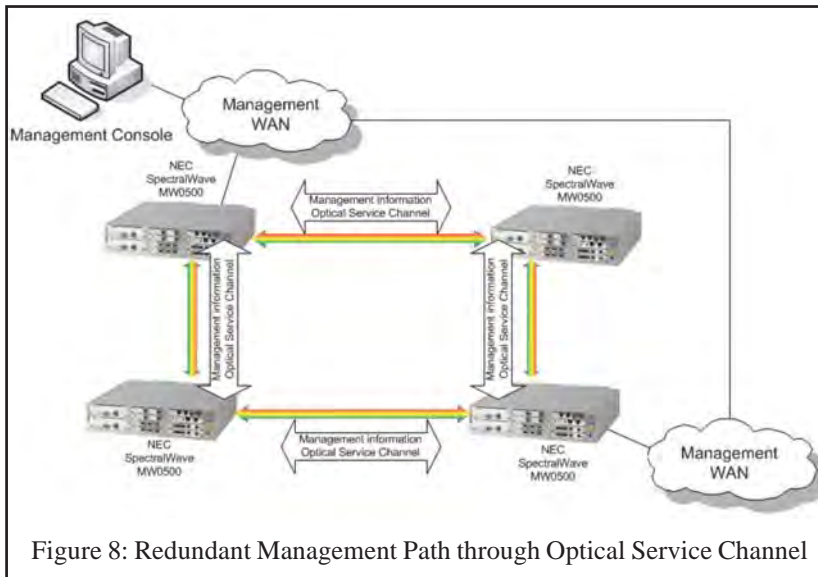 Management
WAN
Management Console
NEC
SpectralWave
MW0500
NEC
SpectralWave
MW0500
Management information
Optical Service Channel
Management information
Optical Service Channel
Management information
Optical Service Channel
Management information
Optical Service Channel
NEC
SpectralWave
MW0500
NEC
SpectralWave
MW0500
Management
WAN
Figure 8: Redundant Management Path through Optical Service Channel